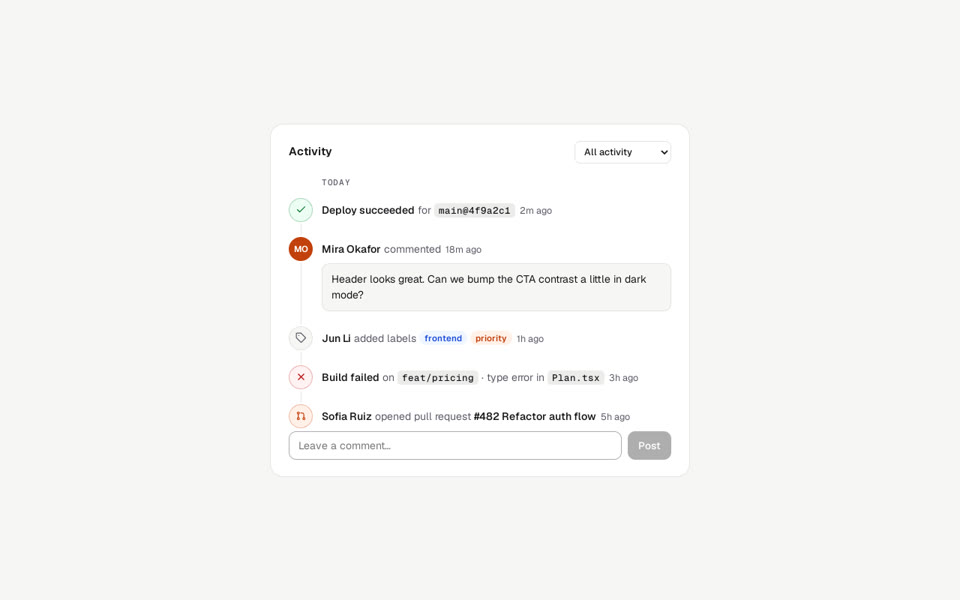 Activity
All activity
TODAY
Deploy succeeded for main@4f9a2c1 2m ago
MO
Mira Okafor commented 18m ago
Header looks great. Can we bump the CTA contrast a little in dark
mode?
Jun Li added labels frontend priority 1h ago
Build failed on feat/pricing · type error in Plan.tsx 3h ago
Sofia Ruiz opened pull request #482 Refactor auth flow 5h ago
Leave a comment…
Post